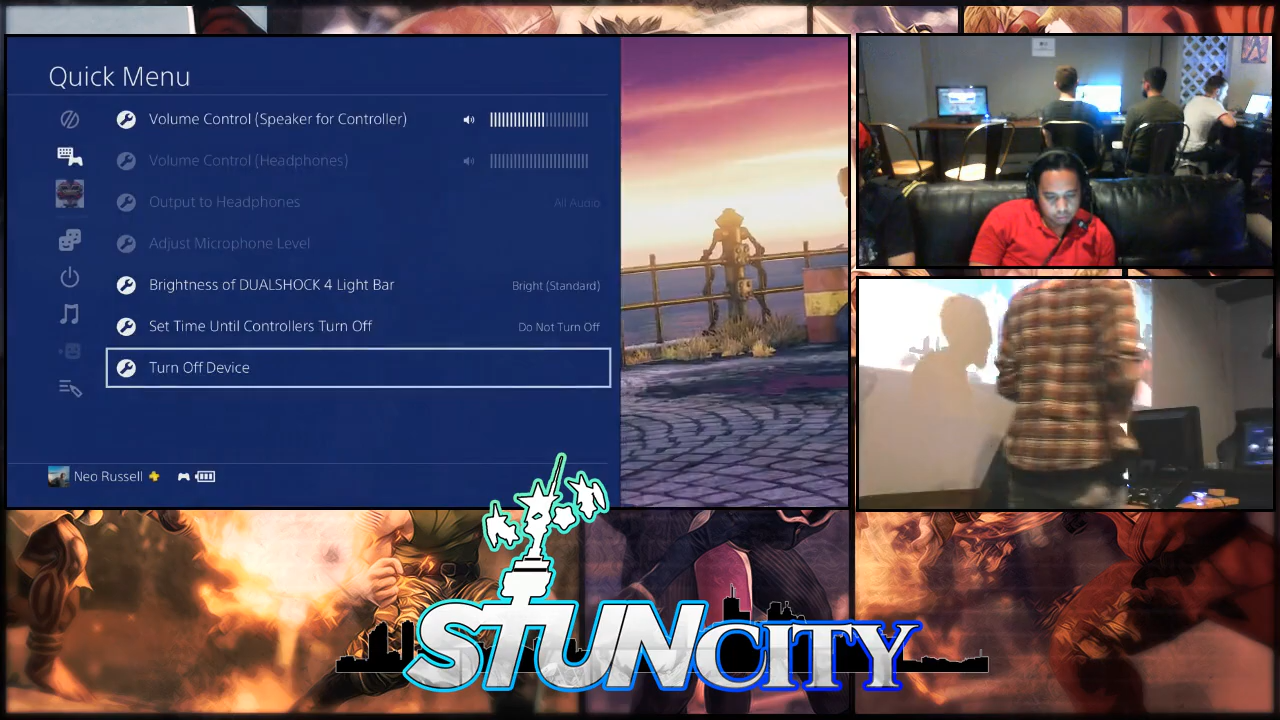 Quick Menu
Volume Control (Speaker for Controller)
Volume Control (Headphones)
Output to Headphones All Audio
Adjust Microphone Level
Brightness of DUALSHOCK 4 Light Bar Bright (Standard)
Set Time Until Controllers Turn Off Do Not Turn Off
Turn Off Device
Neo Russell
STUNCITY